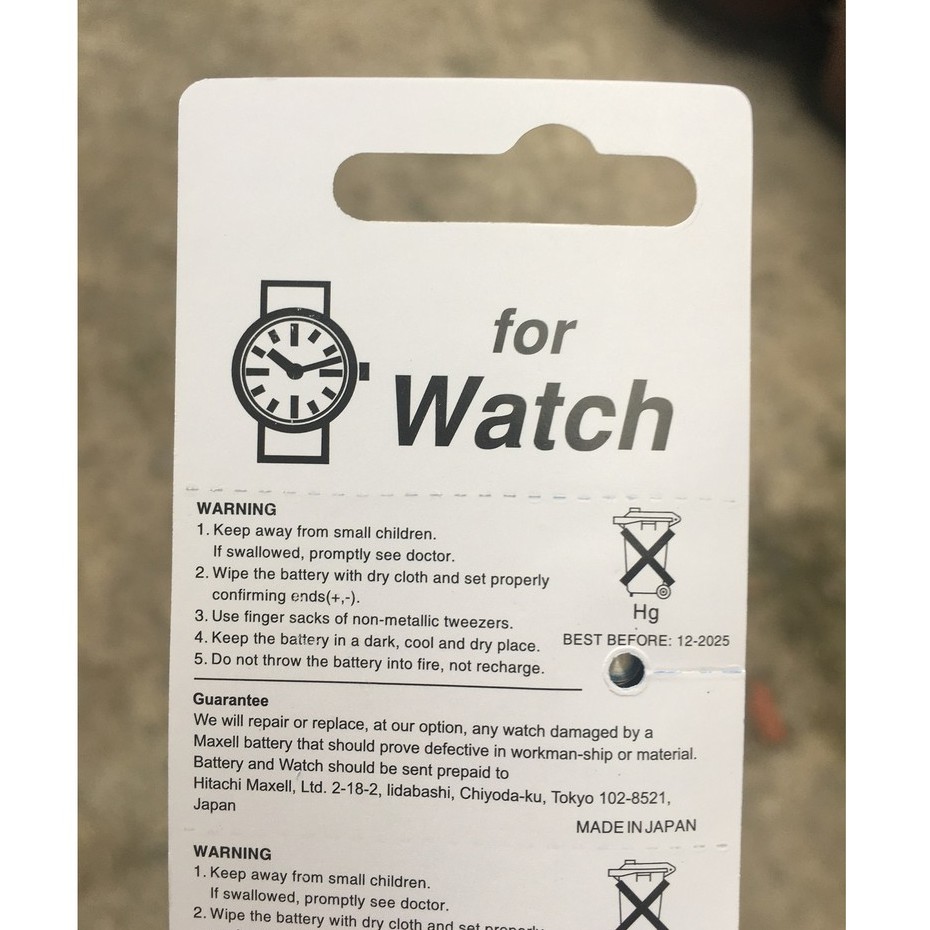 for
Watch
WARNING
1. Keep away from small children.
If swallowed, promptly see doctor.
2. Wipe the battery with dry cloth and set properly
confirming ends(+,-).
3. Use finger sacks of non-metallic tweezers.
4. Keep the battery in a dark, cool and dry place.
5. Do not throw the battery into fire, not recharge.
Hg
BEST BEFORE: 12-2025
Guarantee
We will repair or replace, at our option, any watch damaged by a
Maxell battery that should prove defective in workman-ship or material.
Battery and Watch should be sent prepaid to
Hitachi Maxell, Ltd. 2-18-2, Iidabashi, Chiyoda-ku, Tokyo 102-8521,
Japan
MADE IN JAPAN
WARNING
1. Keep away from small children.
If swallowed, promptly see doctor.
2. Wipe the battery with dry cloth and set properly